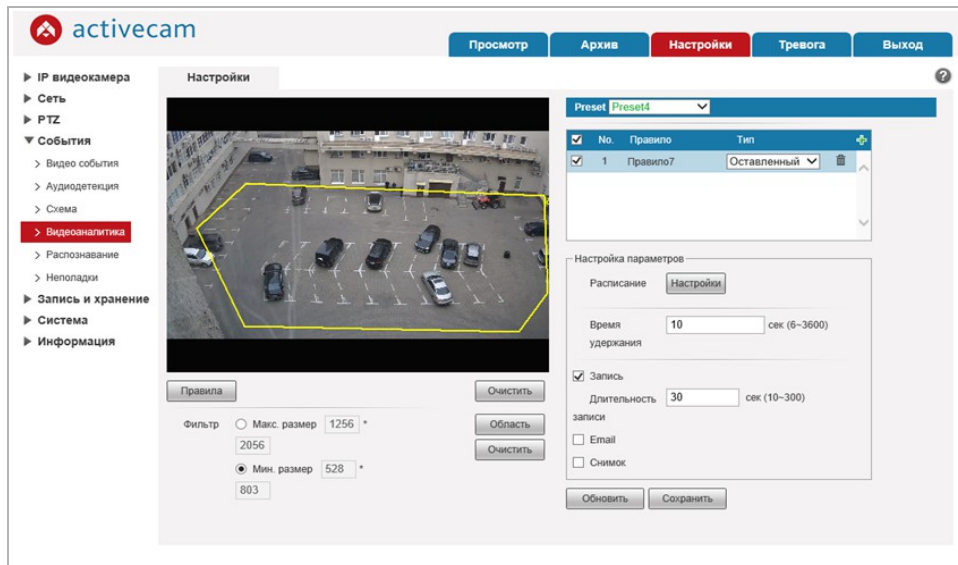 activecam
Просмотр Архив Настройки Тревога Выход
IP видеокамера
Сеть
PTZ
События
Видео события
Аудиодетекция
Схема
Видеоаналитика
Распознавание
Неполадки
Запись и хранение
Система
Информация
Настройки
?
Правила
Очистить
Фильтр Макс. размер 1256 *
2056
Мин. размер 528 *
803
Область
Очистить
Preset Preset4
No. Правило Тип
1 Правило7 Оставленный
Настройка параметров
Расписание Настройки
Время 10 сек (6~3600)
удержания
Запись
Длительность 30 сек (10~300)
записи
Email
Снимок
Обновить Сохранить